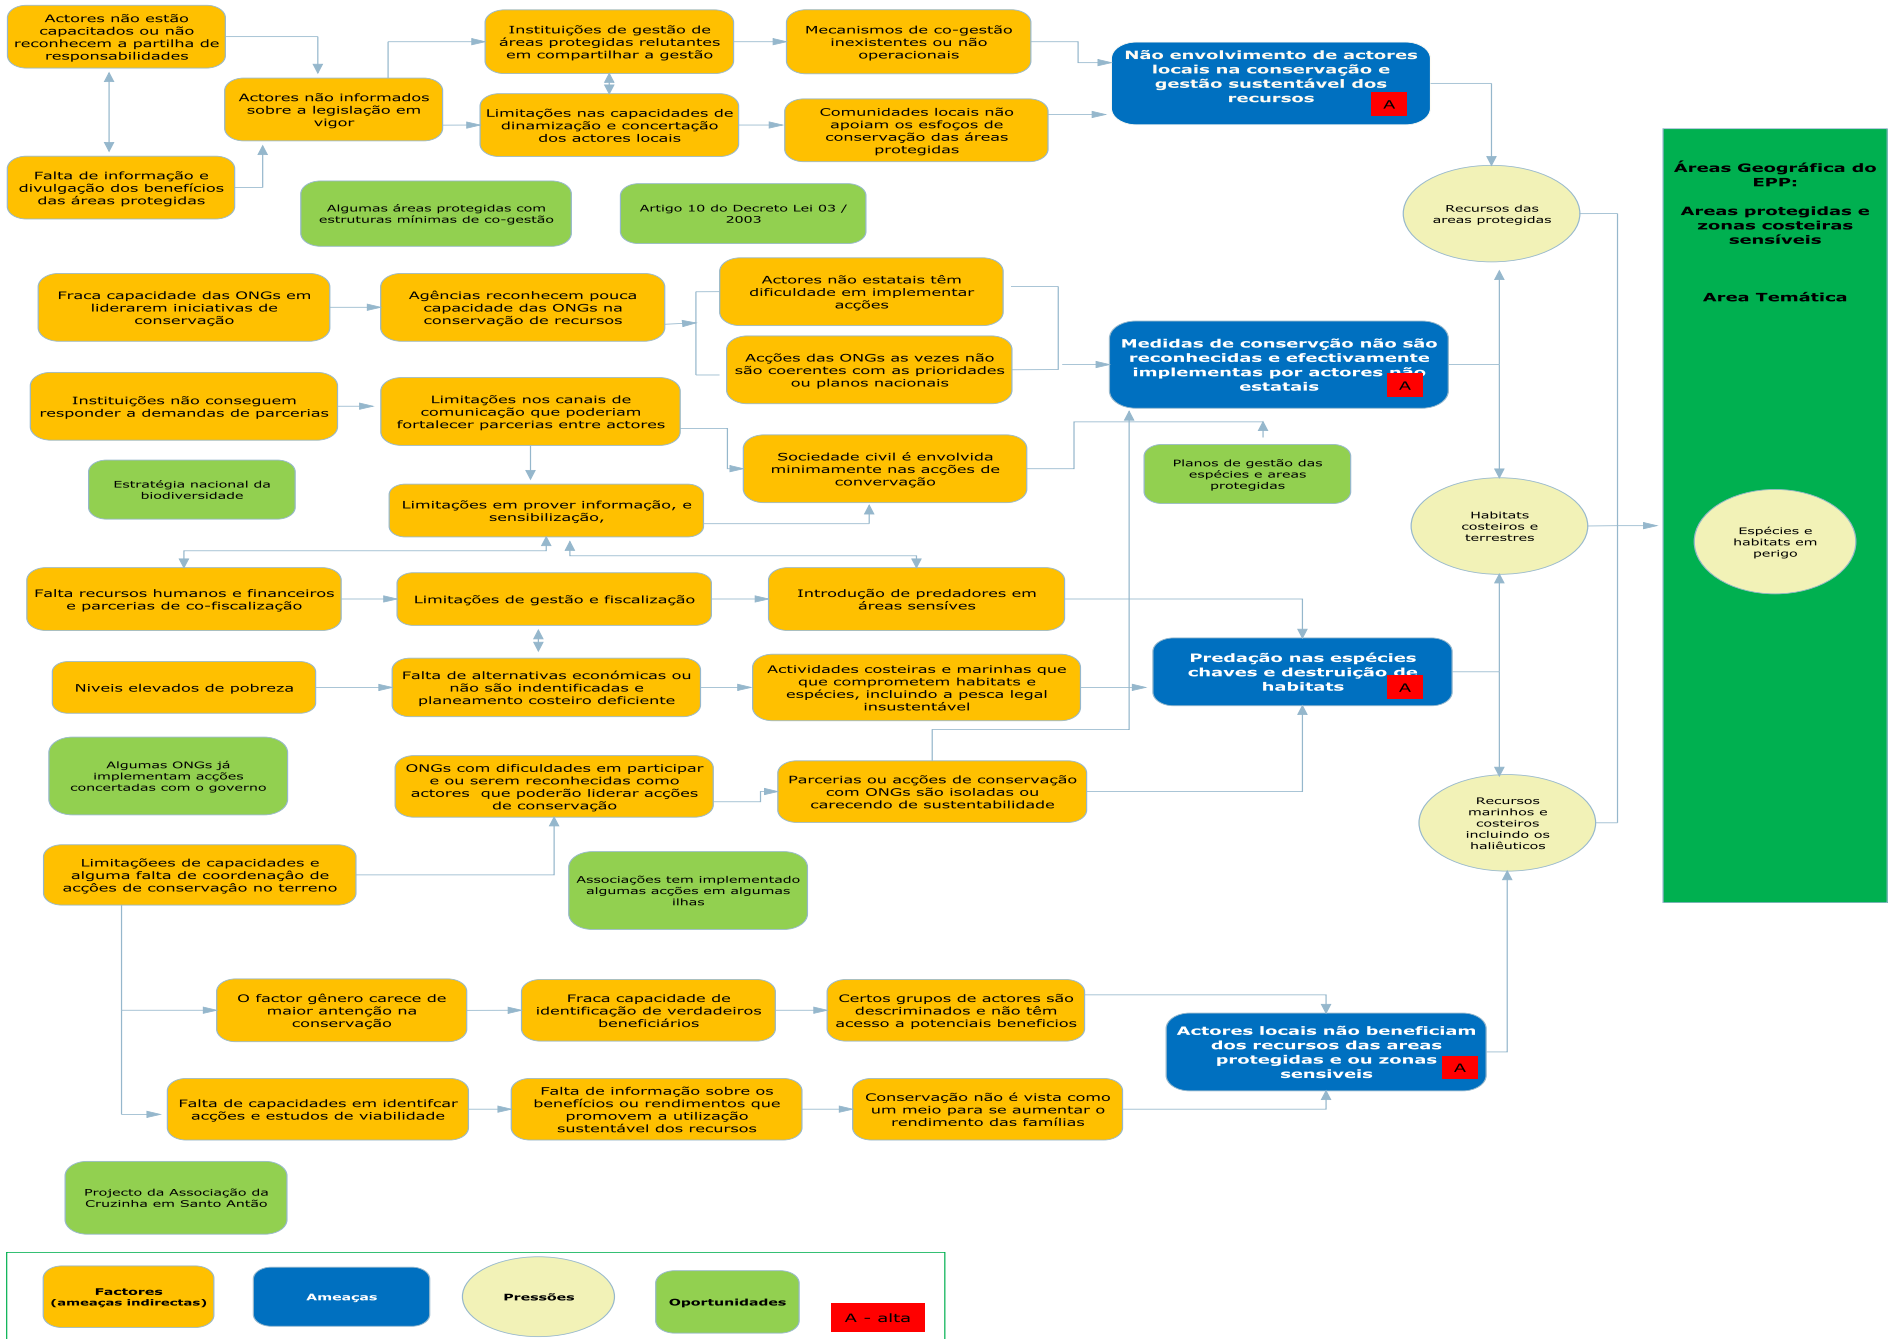 Actores não estão
capacitados ou não
reconhecem a partilha de
responsabilidades
Instituições de gestão de
áreas protegidas relutantes
em compartilhar a gestão
Mecanismos de co-gestão
inexistentes ou não
operacionais
Não envolvimento de actores
locais na conservação e
gestão sustentável dos
recursos
A
Actores não informados
sobre a legislação em
vigor
Limitações nas capacidades de
dinamização e concertação
dos actores locais
Comunidades locais não
apoiam os esfoços de
conservação das áreas
protegidas
Falta de informação e
divulgação dos benefícios
das áreas protegidas
Algumas áreas protegidas com
estruturas mínimas de co-gestão
Artigo 10 do Decreto Lei 03 /
2003
Recursos das
areas protegidas
Áreas Geográfica do
EPP:
Areas protegidas e
zonas costeiras
sensíveis
Area Temática
Fraca capacidade das ONGs em
liderarem iniciativas de
conservação
Agências reconhecem pouca
capacidade das ONGs na
conservação de recursos
Actores não estatais têm
dificuldade em implementar
acções
Acções das ONGs as vezes não
são coerentes com as prioridades
ou planos nacionais
Medidas de conservção não são
reconhecidas e efectivamente
implementas por actores não
estatais
A
Instituições não conseguem
responder a demandas de parcerias
Limitações nos canais de
comunicação que poderiam
fortalecer parcerias entre actores
Sociedade civil é envolvida
minimamente nas acções de
convervação
Planos de gestão das
espécies e areas
protegidas
Estratégia nacional da
biodiversidade
Limitações em prover informação, e
sensibilização,
Habitats
costeiros e
terrestres
Espécies e
habitats em
perigo
Falta recursos humanos e financeiros
e parcerias de co-fiscalização
Limitações de gestão e fiscalização
Introdução de predadores em
áreas sensíves
Niveis elevados de pobreza
Falta de alternativas económicas ou
não são indentificadas e
planeamento costeiro deficiente
Actividades costeiras e marinhas que
que comprometem habitats e
espécies, incluindo a pesca legal
insustentável
Predação nas espécies
chaves e destruição de
habitats
A
Algumas ONGs já
implementam acções
concertadas com o governo
ONGs com dificuldades em participar
e ou serem reconhecidas como
actores  que poderão liderar acções
de conservação
Parcerias ou acções de conservação
com ONGs são isoladas ou
carecendo de sustentabilidade
Recursos
marinhos e
costeiros
incluindo os
haliêuticos
Limitaçõees de capacidades e
alguma falta de coordenaçâo de
acçôes de conservaçâo no terreno
Associações tem implementado
algumas acções em algumas
ilhas
O factor gênero carece de
maior antenção na
conservação
Fraca capacidade de
identificação de verdadeiros
beneficiários
Certos grupos de actores são
descriminados e não têm
acesso a potenciais beneficios
Actores locais não beneficiam
dos recursos das areas
protegidas e ou zonas
sensiveis
A
Falta de capacidades em identifcar
acções e estudos de viabilidade
Falta de informação sobre os
benefícios ou rendimentos que
promovem a utilização
sustentável dos recursos
Conservação não é vista como
um meio para se aumentar o
rendimento das famílias
Projecto da Associação da
Cruzinha em Santo Antão
Factores
(ameaças indirectas)
Ameaças
Pressões
Oportunidades
A – alta